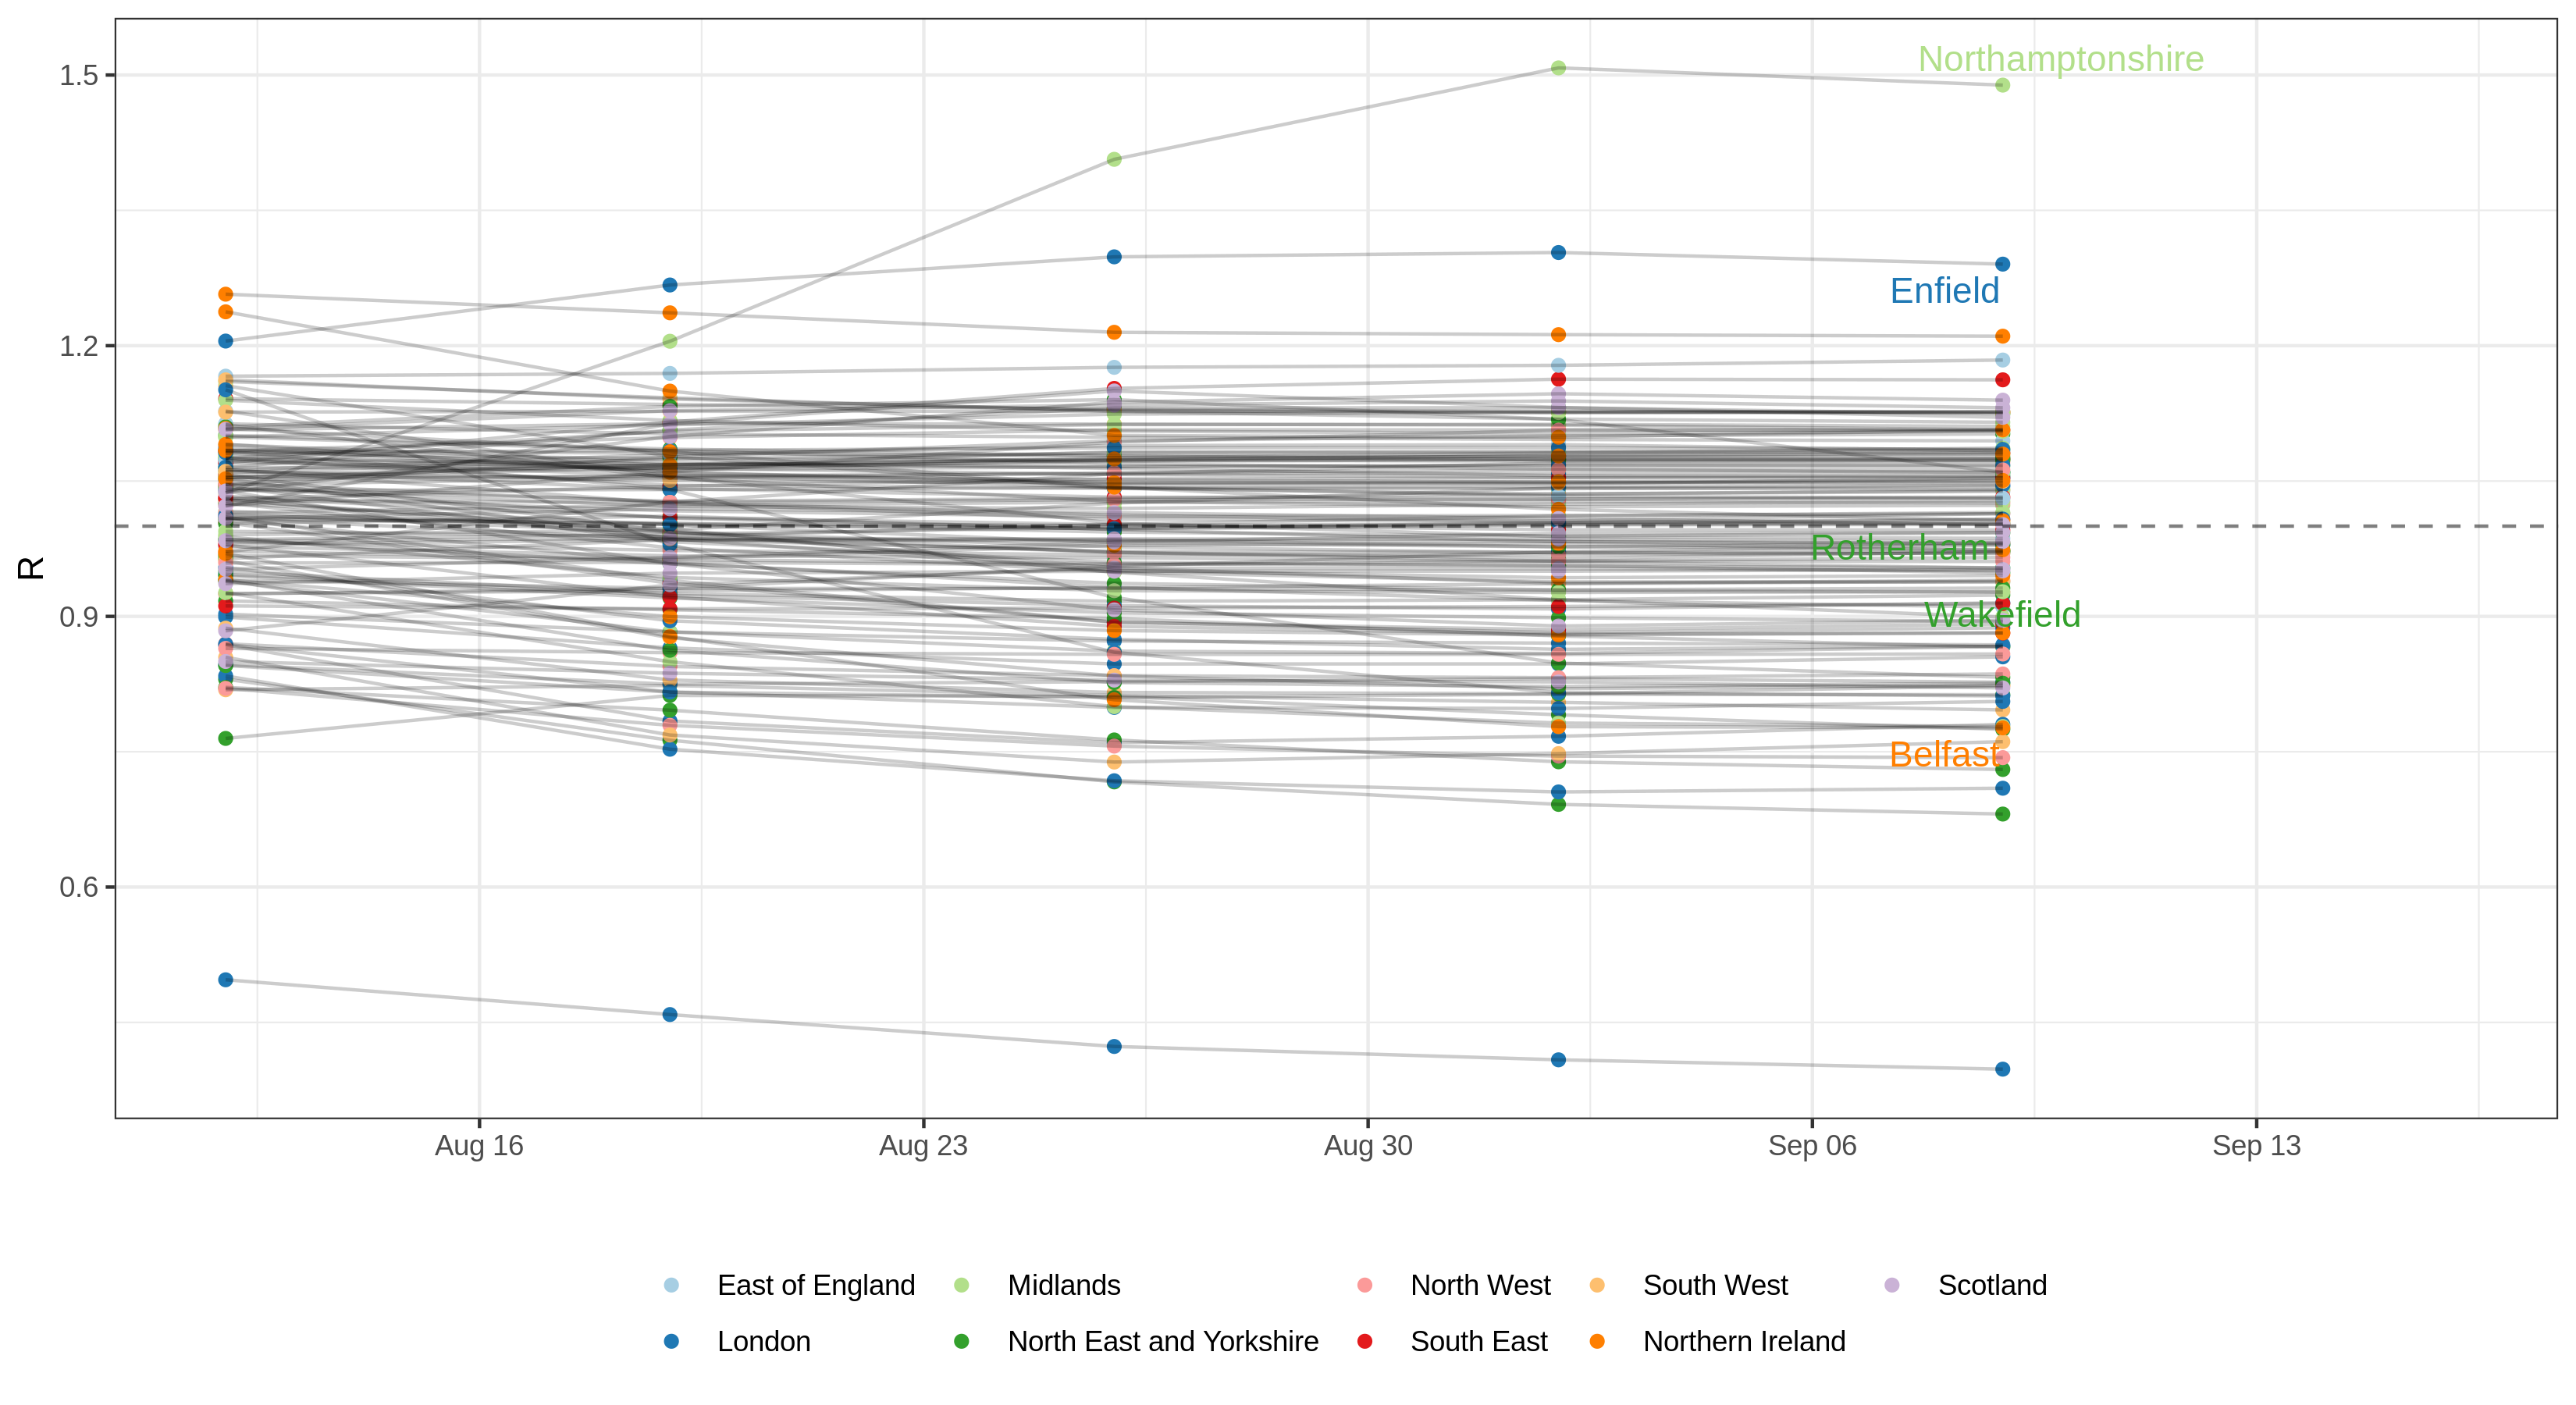 Northamptonshire
1.5
Enfield
1.2
R
Rotherham
0.9
Wakefield
Belfast
0.6
Aug 16 Aug 23 Aug 30 Sep 06 Sep 13
East of England Midlands North West South West Scotland
London North East and Yorkshire South East Northern Ireland